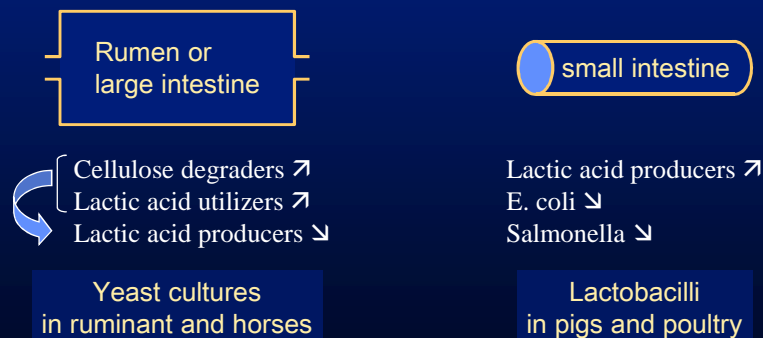 Rumen or
large intestine
small intestine
Cellulose degraders ↗
Lactic acid utilizers ↗
Lactic acid producers ↘
Lactic acid producers ↗
E. coli ↘
Salmonella ↘
Yeast cultures
in ruminant and horses
Lactobacilli
in pigs and poultry